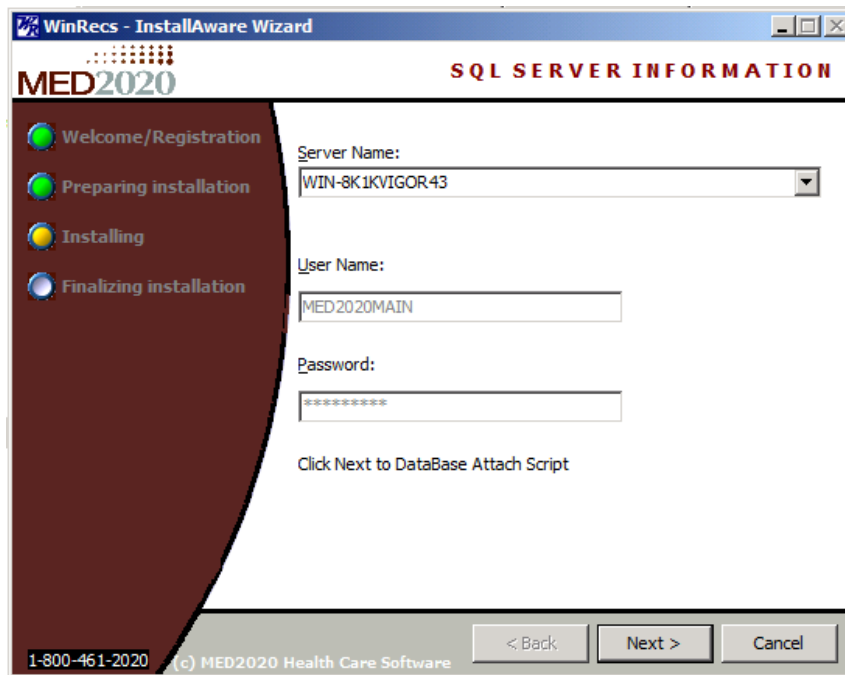 WinRecs - InstallAware Wizard
MED2020
SQL SERVER INFORMATION
Welcome/Registration
Preparing installation
Installing
Finalizing installation
Server Name:
WIN-8K1KVIGOR43
User Name:
MED2020MAIN
Password:
*********
Click Next to DataBase Attach Script
< Back
Next >
Cancel
1-800-461-2020
(c) MED2020 Health Care Software